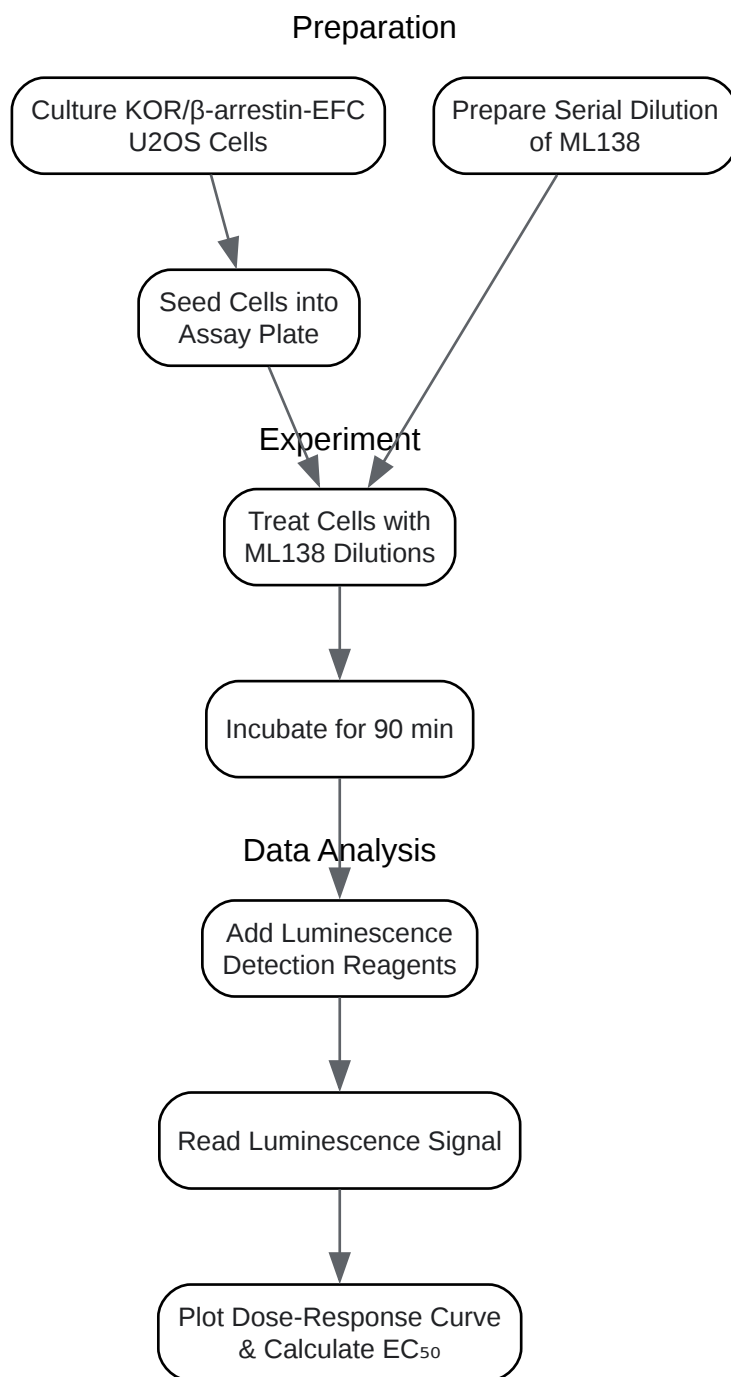 Preparation
Culture KOR/β-arrestin-EFC
U2OS Cells
Prepare Serial Dilution
of ML138
Seed Cells into
Assay Plate
Experiment
Treat Cells with
ML138 Dilutions
Incubate for 90 min
Data Analysis
Add Luminescence
Detection Reagents
Read Luminescence Signal
Plot Dose-Response Curve
& Calculate EC₅₀